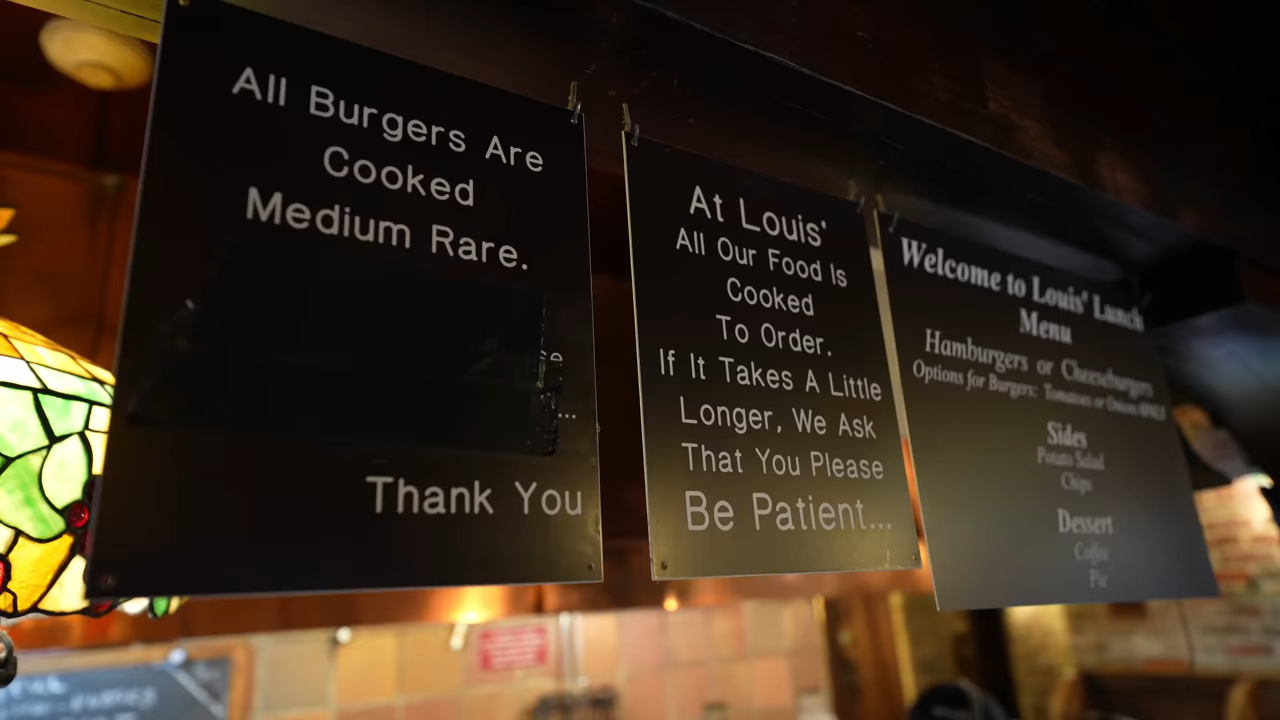 All Burgers Are
Cooked
Medium Rare.
Thank You
At Louis'
All Our Food Is
Cooked
To Order.
If It Takes A Little
Longer, We Ask
That You Please
Be Patient...
Welcome to Louis' Lunch
Menu
Hamburgers or Cheeseburgers
Options for Burgers: Tomatoes or Onions
Sides
Potato Salad
Chips
Dessert
Coffee
Pie